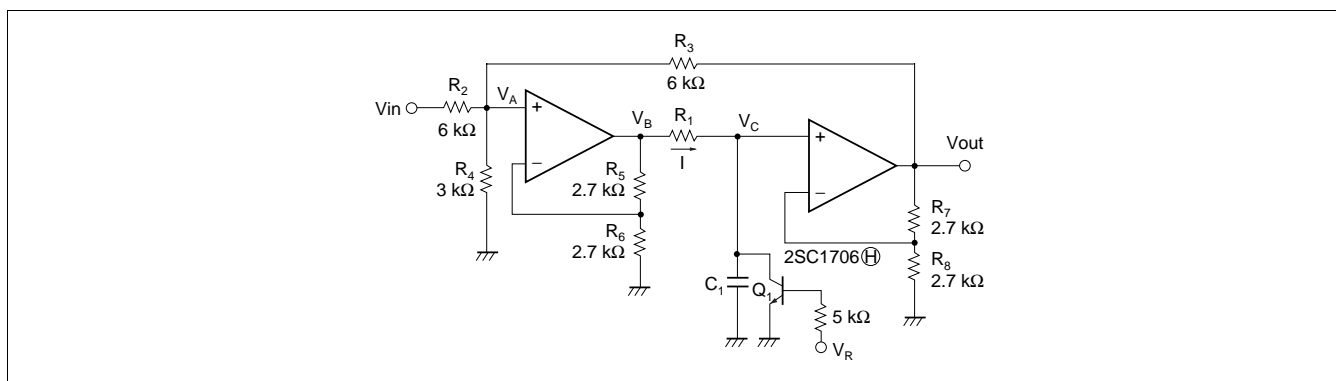 R3
6 kΩ
R2
Vin
6 kΩ
VA
+
−
R4
3 kΩ
VB
R1
I
VC
R5
2.7 kΩ
R6
2.7 kΩ
+
−
Vout
R7
2.7 kΩ
2SC1706 Ⓗ
R8
2.7 kΩ
C1
Q1
5 kΩ
VR